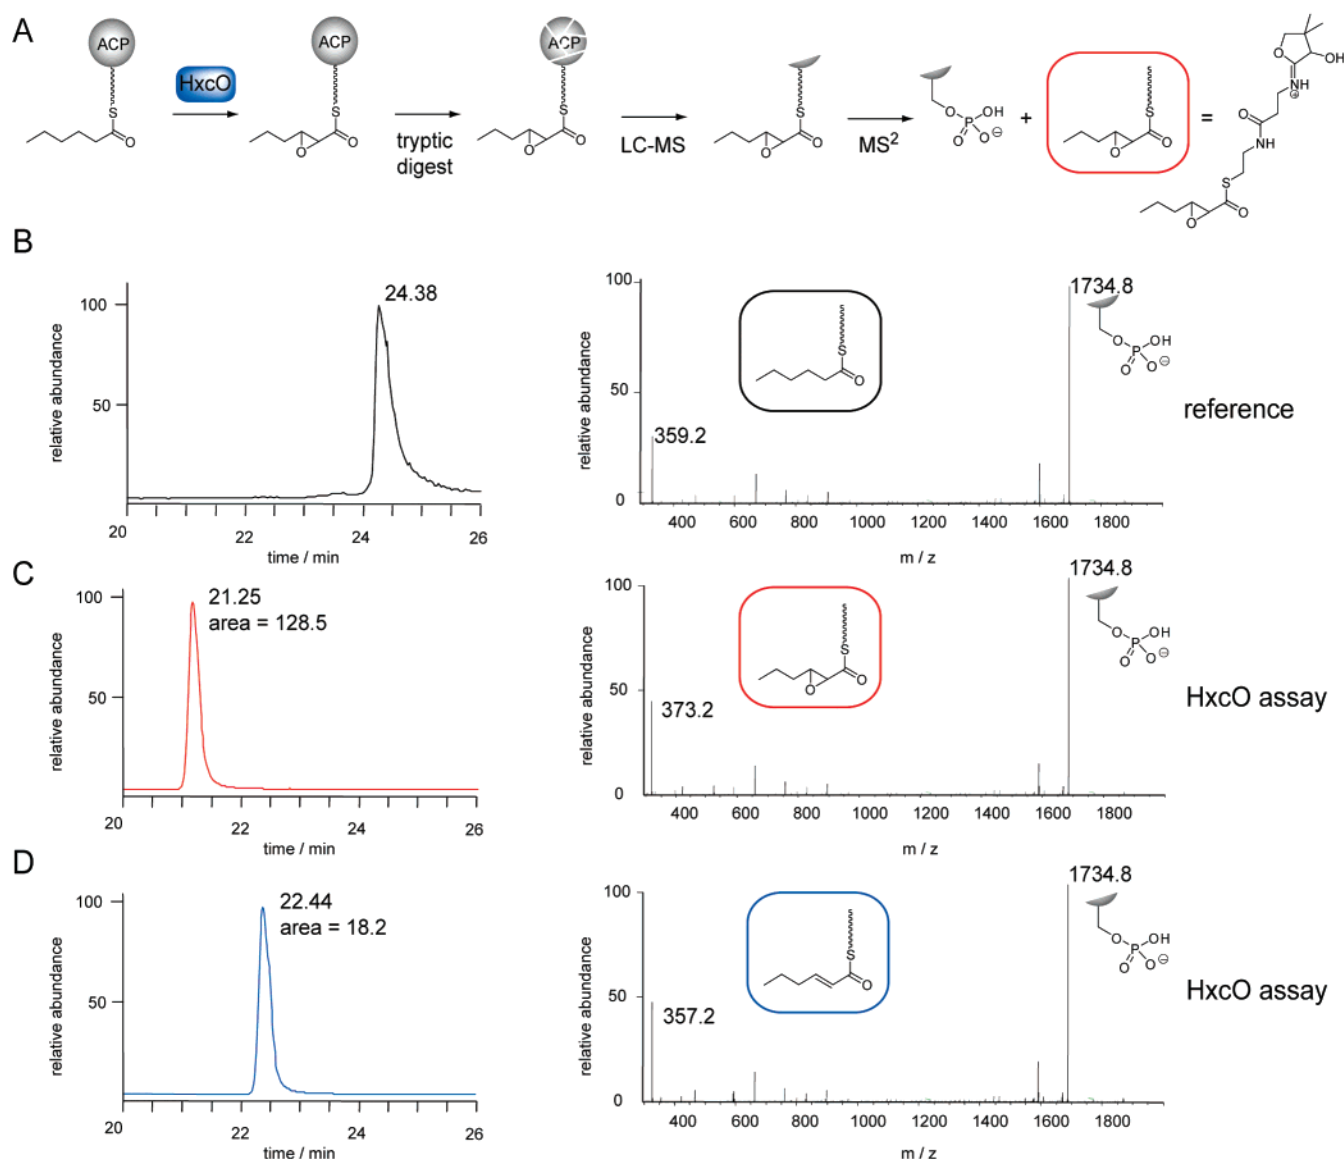 A
ACP
S
O
HxcO
ACP
S
O
O
tryptic
digest
ACP
S
O
O
LC-MS
S
O
O
MS2
O
P
OH
O
O
⊖
+
S
O
O
=
O
OH
NH
⊕
O
NH
S
O
O
B
relative abundance
100
50
24.38
20
22
24
26
time / min
relative abundance
100
50
0
359.2
S
O
1734.8
O
P
OH
O
O
⊖
400
600
800
1000
1200
1400
1600
1800
m / z
reference
C
relative abundance
100
50
21.25
area = 128.5
20
22
24
26
time / min
relative abundance
100
50
0
373.2
S
O
O
1734.8
O
P
OH
O
O
⊖
400
600
800
1000
1200
1400
1600
1800
m / z
HxcO assay
D
relative abundance
100
50
22.44
area = 18.2
20
22
24
26
time / min
relative abundance
100
50
0
357.2
S
O
1734.8
O
P
OH
O
O
⊖
400
600
800
1000
1200
1400
1600
1800
m / z
HxcO assay